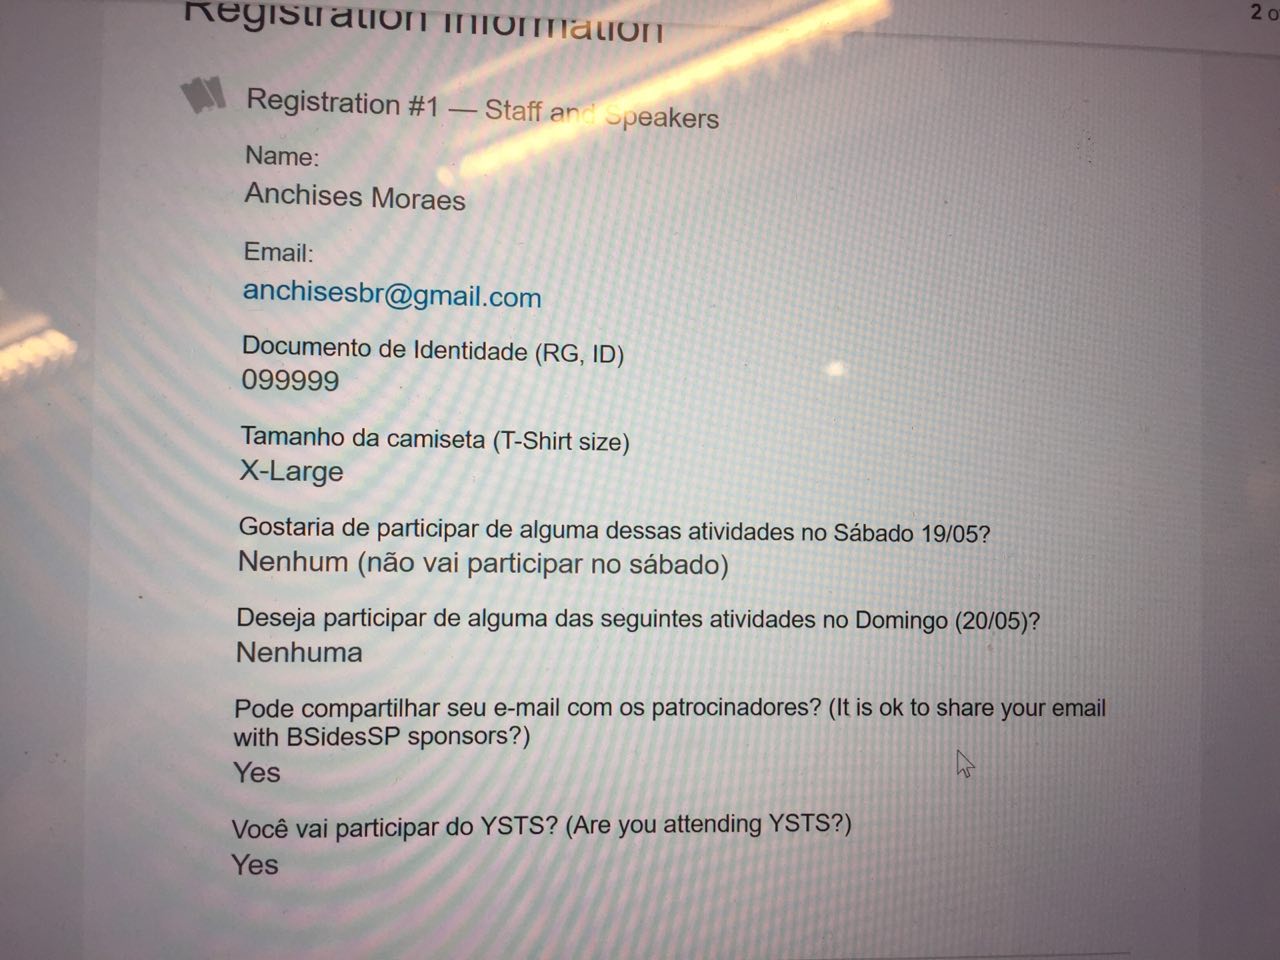 Registration Information
2 o
Registration #1 — Staff and Speakers
Name:
Anchises Moraes
Email:
anchisesbr@gmail.com
Documento de Identidade (RG, ID)
099999
Tamanho da camiseta (T-Shirt size)
X-Large
Gostaria de participar de alguma dessas atividades no Sábado 19/05?
Nenhum (não vai participar no sábado)
Deseja participar de alguma das seguintes atividades no Domingo (20/05)?
Nenhuma
Pode compartilhar seu e-mail com os patrocinadores? (It is ok to share your email
with BSidesSP sponsors?)
Yes
Você vai participar do YSTS? (Are you attending YSTS?)
Yes